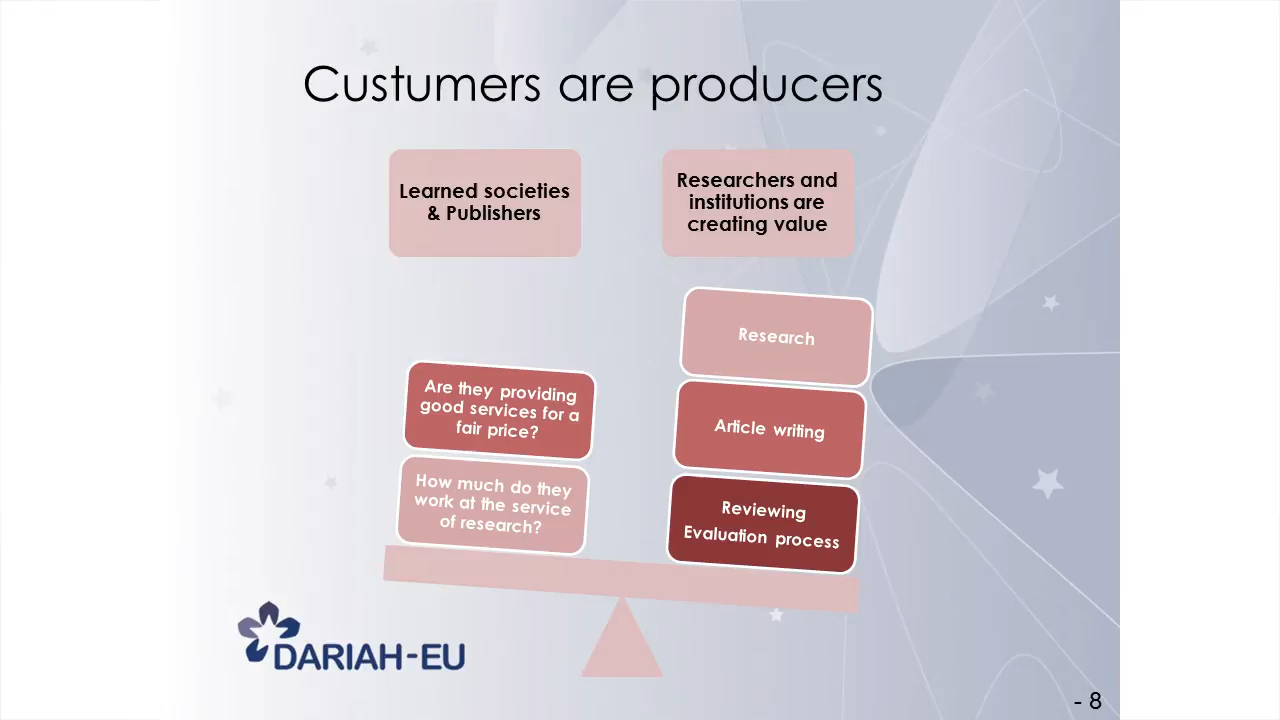 Custumers are producers
Learned societies
& Publishers
Researchers and
institutions are
creating value
Are they providing
good services for a
fair price?
How much do they
work at the service
of research?
Research
Article writing
Reviewing
Evaluation process
DARIAH-EU
- 8